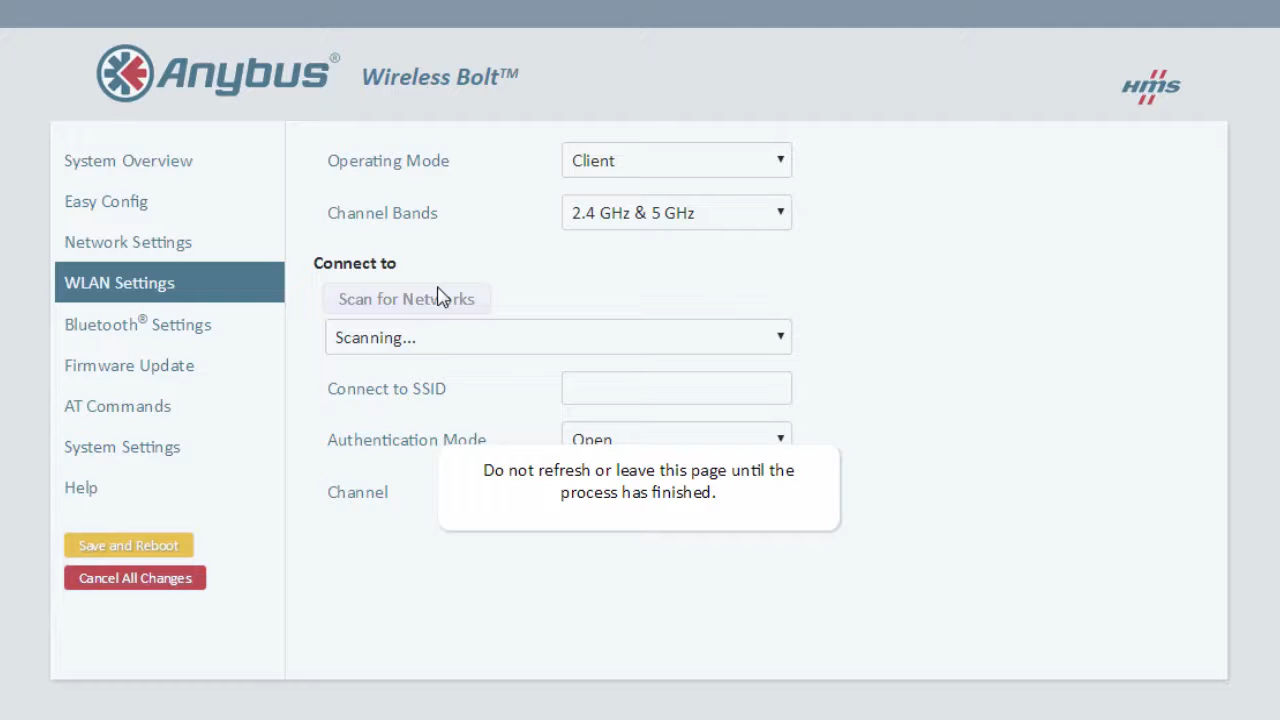 Anybus®
Wireless Bolt™
HMS
System Overview
Easy Config
Network Settings
WLAN Settings
Bluetooth® Settings
Firmware Update
AT Commands
System Settings
Help
Save and Reboot
Cancel All Changes
Operating Mode
Client
Channel Bands
2.4 GHz & 5 GHz
Connect to
Scan for Networks
Scanning...
Connect to SSID
Authentication Mode
Open
Channel
Do not refresh or leave this page until the
process has finished.